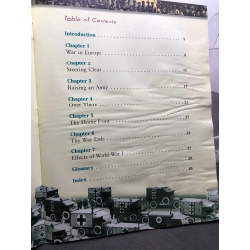 Table of Contents
Introduction
Chapter 1
War in Europe
Chapter 2
Steering Clear
Chapter 3
Raising an Army
Chapter 4
Over There
Chapter 5
The Home Front
Chapter 6
The War Ends
Chapter 7
Effects of World War I
Glossary
Index